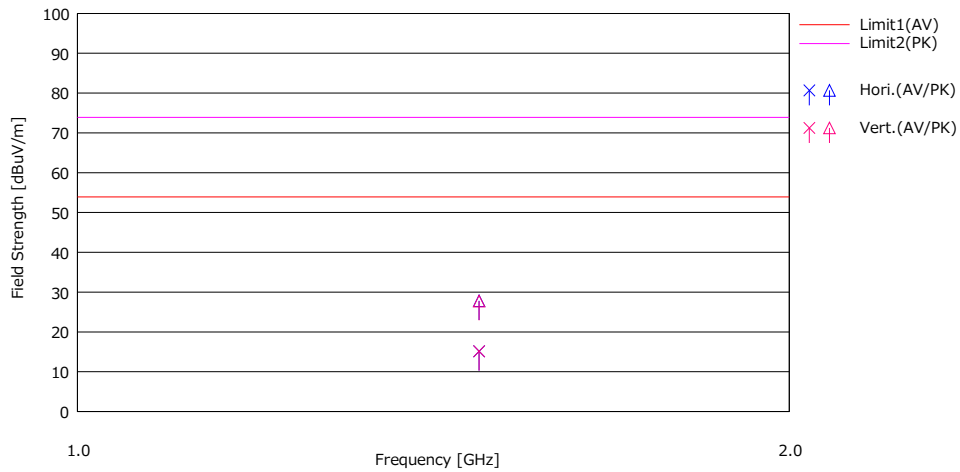 100
90
80
70
60
50
40
30
20
10
0
Field Strength [dBuV/m]
1.0
2.0
Frequency [GHz]
Limit1(AV)
Limit2(PK)
Hori.(AV/PK)
Vert.(AV/PK)